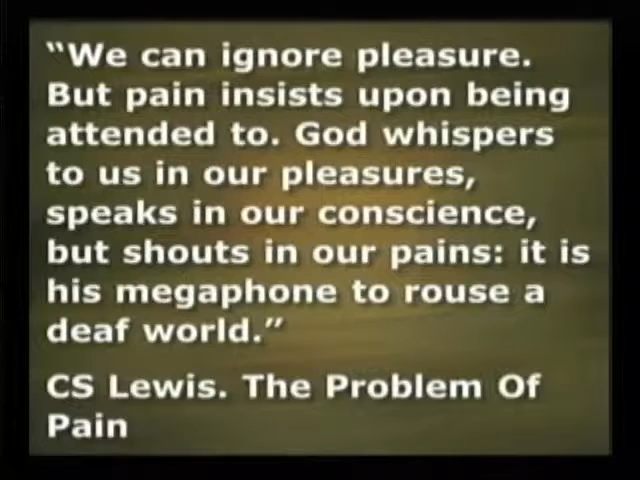 “We can ignore pleasure.
But pain insists upon being
attended to. God whispers
to us in our pleasures,
speaks in our conscience,
but shouts in our pains: it is
his megaphone to rouse a
deaf world.”
CS Lewis. The Problem Of
Pain